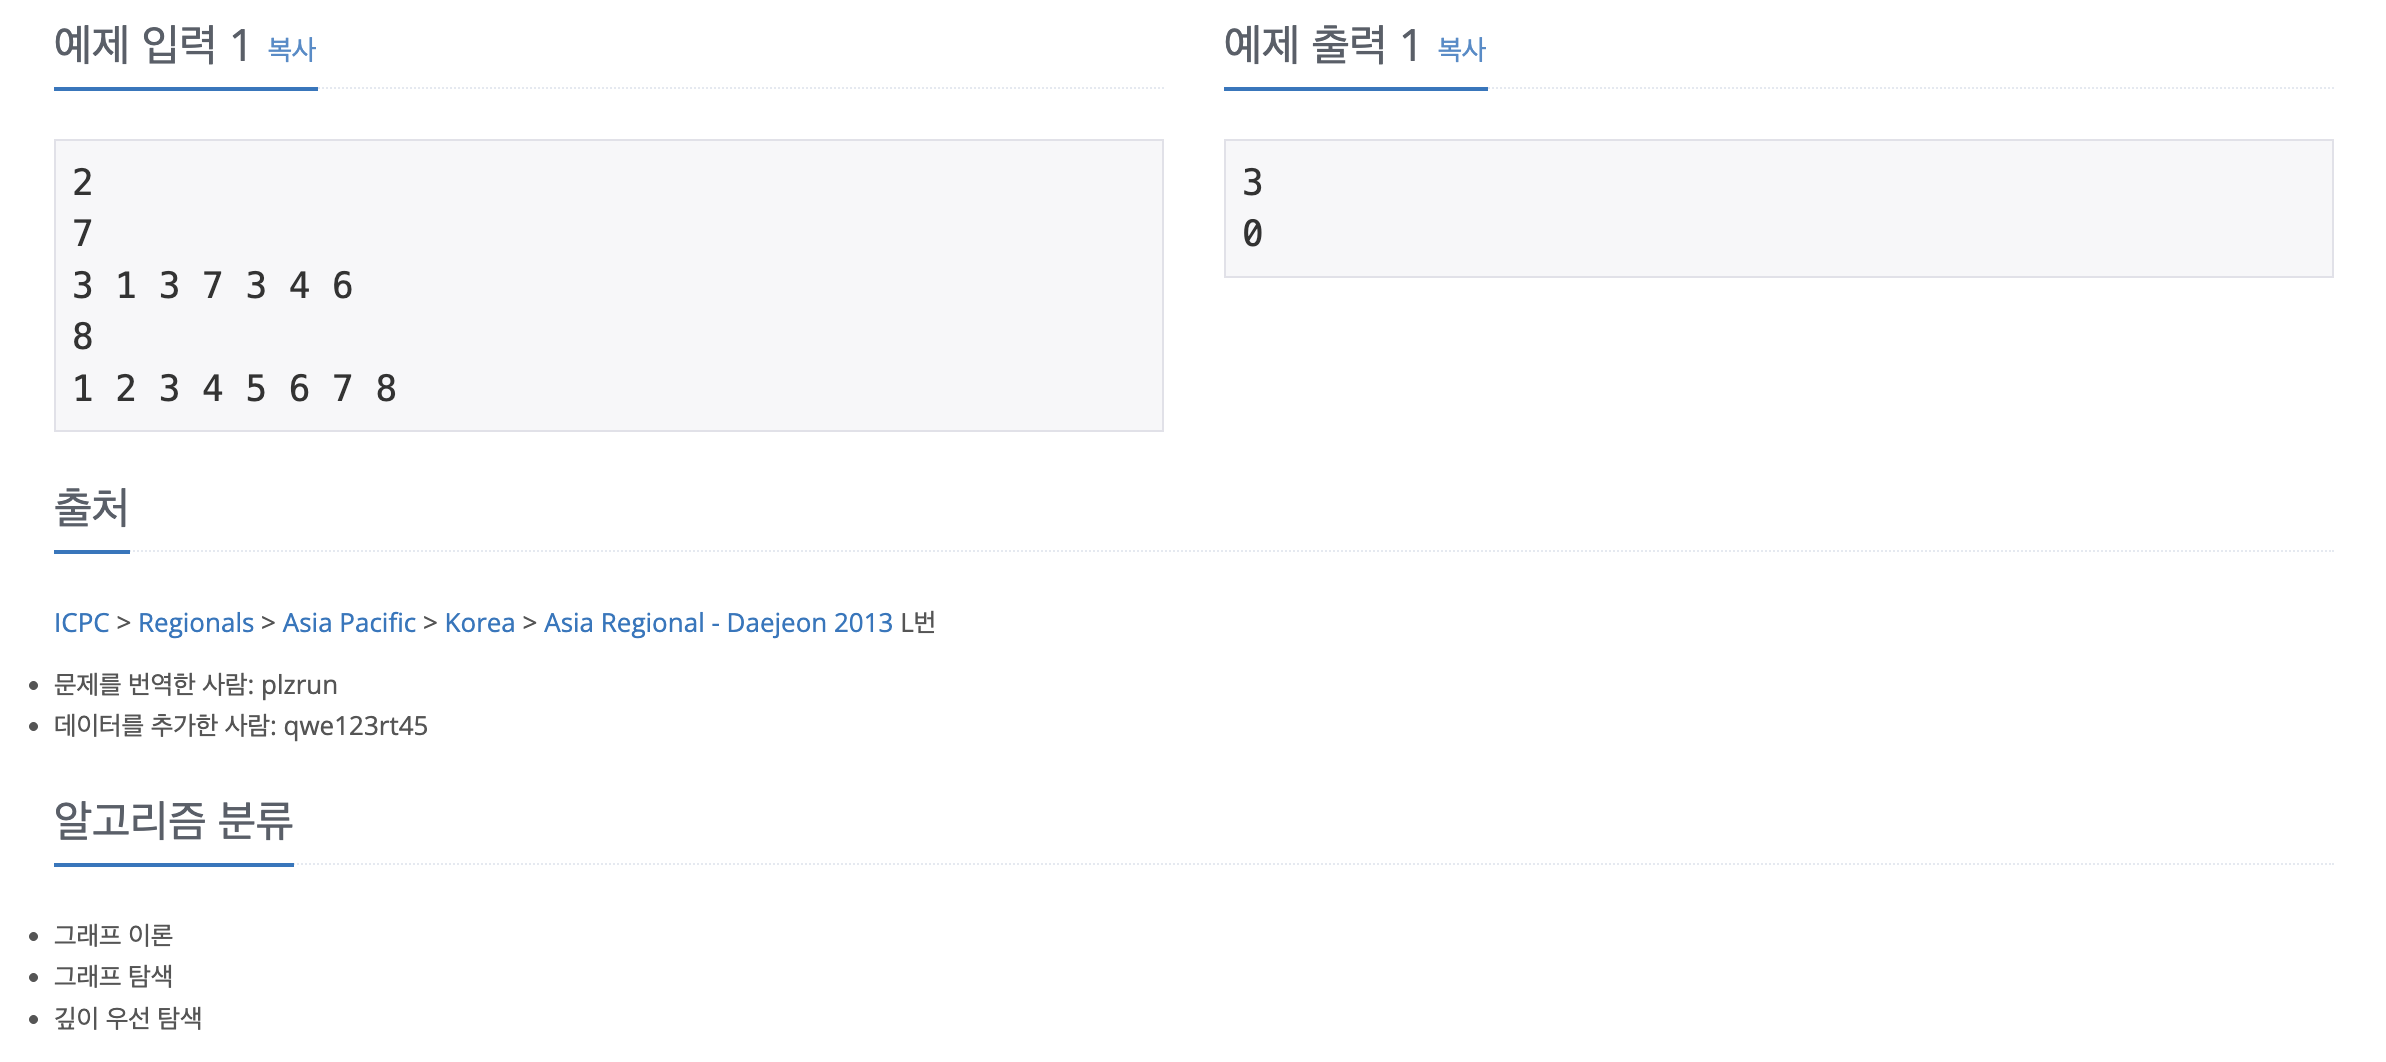 예제 입력 1 복사
2
7
3 1 3 7 3 4 6
8
1 2 3 4 5 6 7 8
예제 출력 1 복사
3
0
출처
ICPC > Regionals > Asia Pacific > Korea > Asia Regional - Daejeon 2013 L번
문제를 번역한 사람: plzrun
데이터를 추가한 사람: qwe123rt45
알고리즘 분류
그래프 이론
그래프 탐색
깊이 우선 탐색